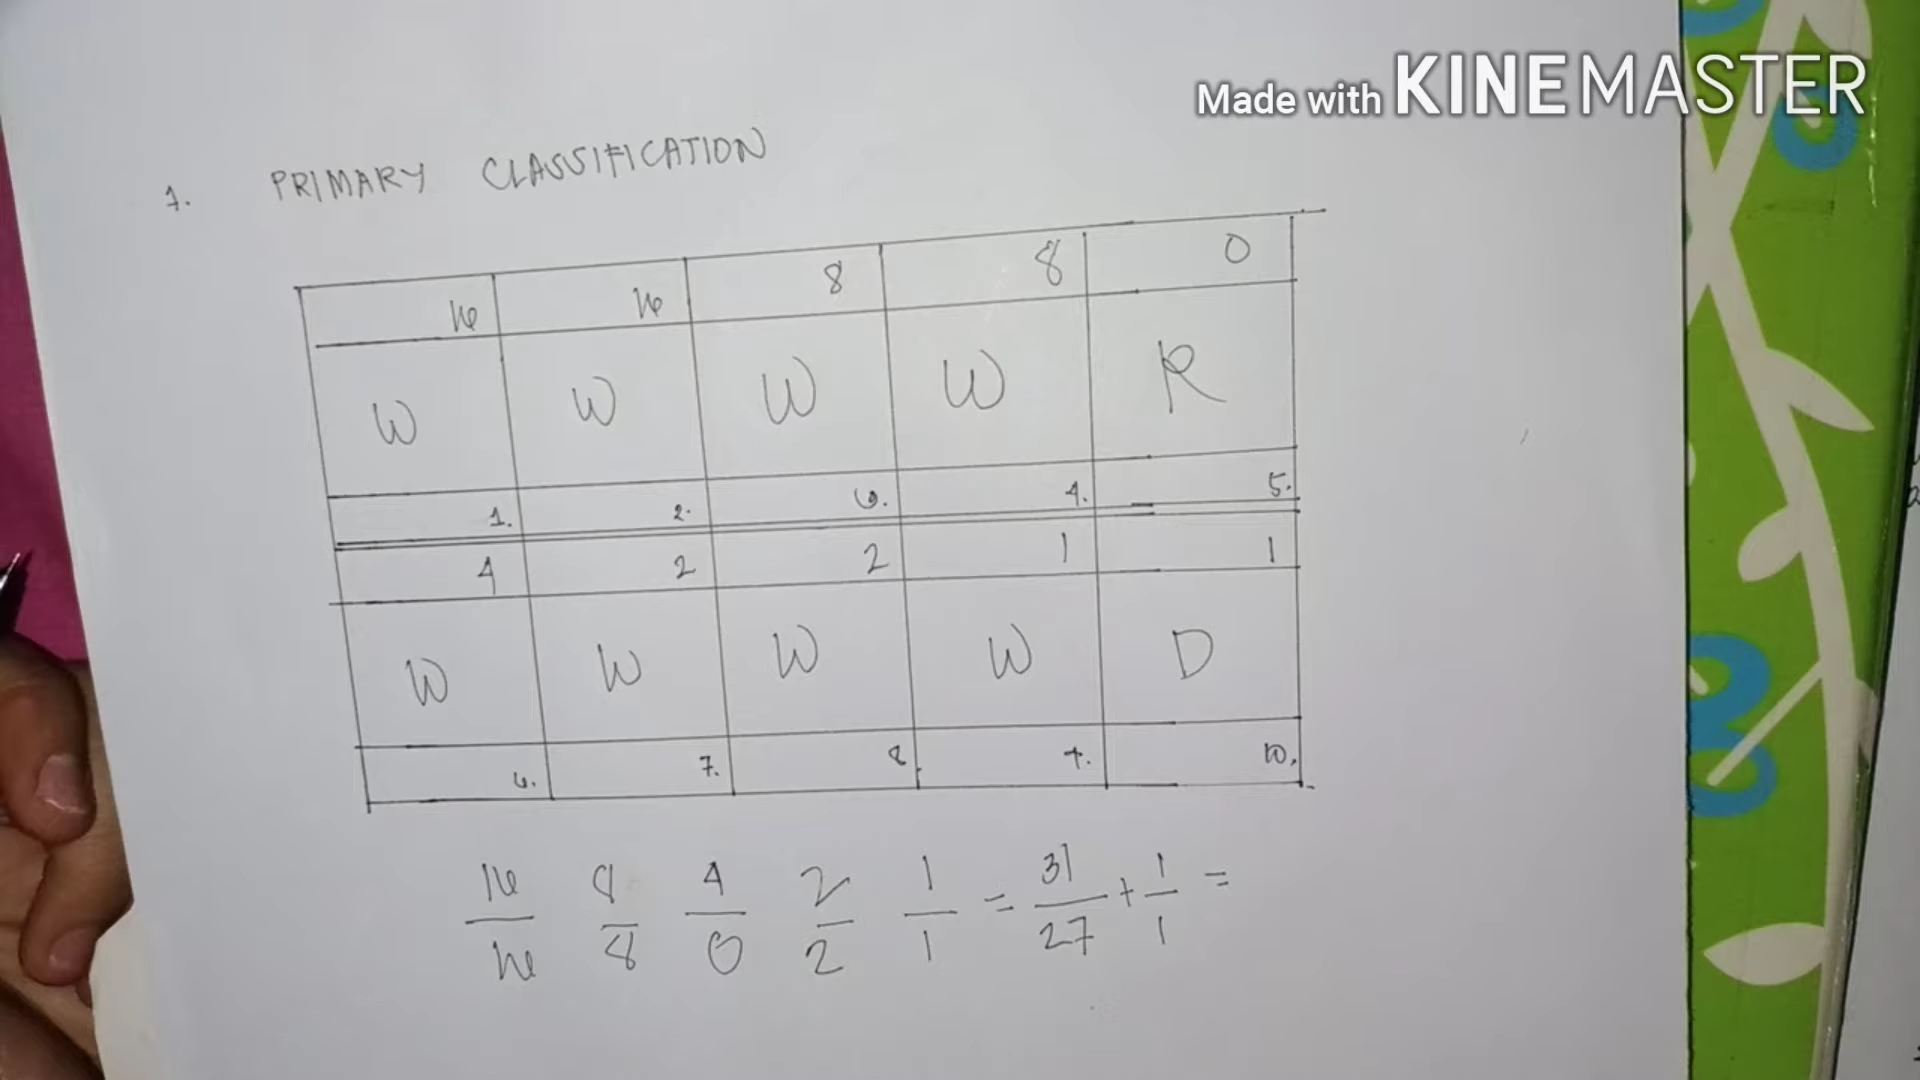 Made with KINEMASTER
1. PRIMARY CLASSIFICATION
16 16 8 8 0
W W W W R
1. 2. 3. 4. 5.
4 2 2 1 1
W W W W D
6. 7. 8. 9. 10.
16 8 4 2 1 = 31 + 1 =
16 8 0 2 1 27 1